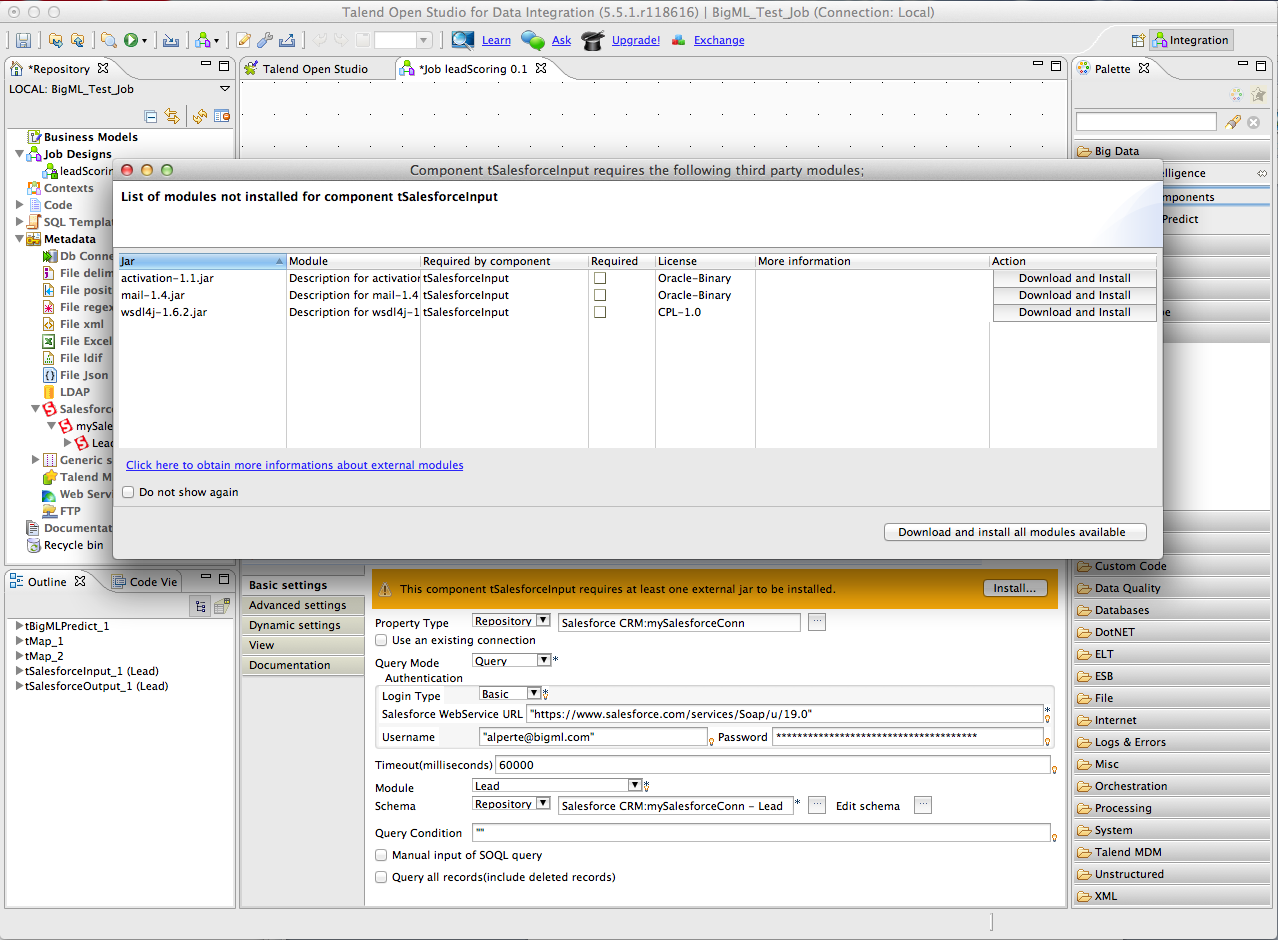 Talend Open Studio for Data Integration (5.5.1.r118616) | BigML_Test_Job (Connection: Local)
Learn Ask Upgrade! Exchange Integration
*Repository
Talend Open Studio
*Job leadScoring 0.1
Palette
LOCAL: BigML_Test_Job
Business Models
Job Designs
leadScorin
Contexts
Code
SQL Templa
Metadata
Db Conne
File delim
File posit
File regex
File xml
File Excel
File ldif
File Json
LDAP
Salesforc
mySale
Lead
Generic s
Talend M
Web Servi
FTP
Documentat
Recycle bin
Big Data
elligence
mponents
Predict
pe
Component tSalesforceInput requires the following third party modules;
List of modules not installed for component tSalesforceInput
Jar Module Required by component Required License More information Action
activation-1.1.jar Description for activation tSalesforceInput Oracle-Binary Download and Install
mail-1.4.jar Description for mail-1.4 tSalesforceInput Oracle-Binary Download and Install
wsdl4j-1.6.2.jar Description for wsdl4j-1 tSalesforceInput CPL-1.0 Download and Install
Click here to obtain more informations about external modules
Do not show again
Download and install all modules available
Outline
Code Vie
tBigMLPredict_1
tMap_1
tMap_2
tSalesforceInput_1 (Lead)
tSalesforceOutput_1 (Lead)
Basic settings
Advanced settings
Dynamic settings
View
Documentation
This component tSalesforceInput requires at least one external jar to be installed. Install...
Property Type Repository Salesforce CRM:mySalesforceConn ...
Use an existing connection
Query Mode Query *
Authentication
Login Type Basic *
Salesforce WebService URL "https://www.salesforce.com/services/Soap/u/19.0" *
Username "alperte@bigml.com" Password **************************************
Timeout(milliseconds) 60000
Module Lead *
Schema Repository Salesforce CRM:mySalesforceConn - Lead * ... Edit schema ...
Query Condition ""
Manual input of SOQL query
Query all records(include deleted records)
Custom Code
Data Quality
Databases
DotNET
ELT
ESB
File
Internet
Logs & Errors
Misc
Orchestration
Processing
System
Talend MDM
Unstructured
XML